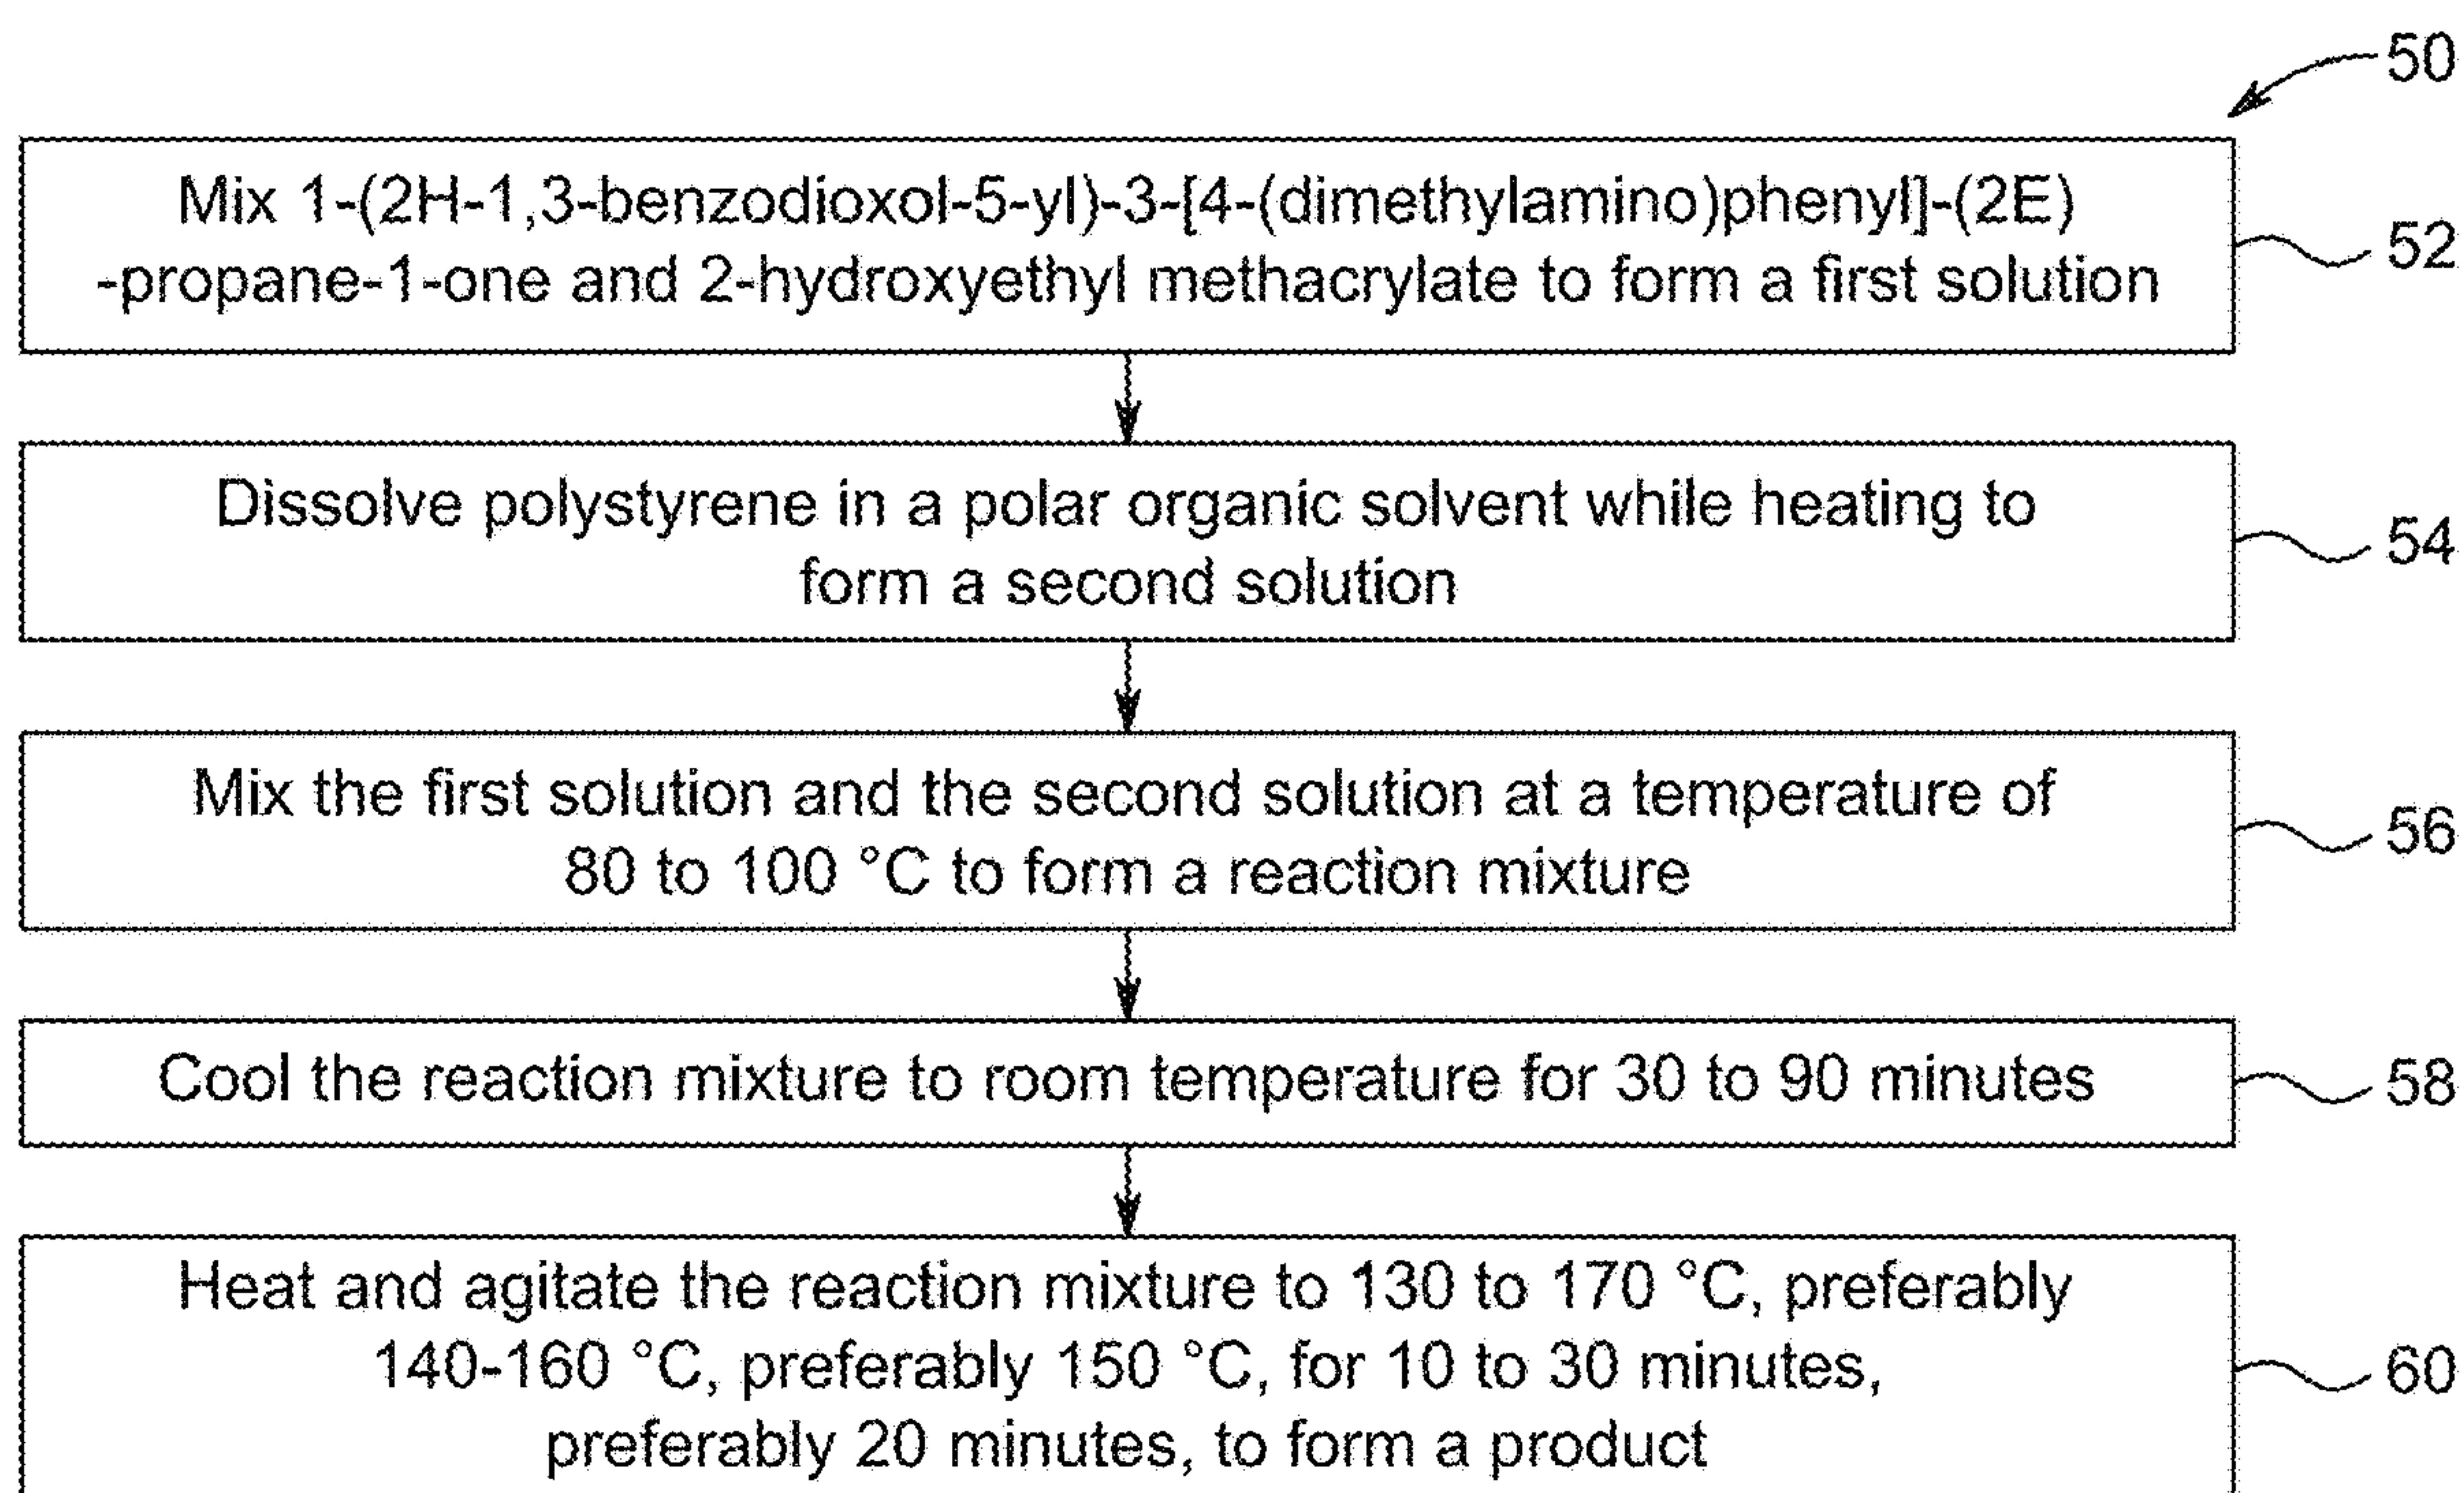 50
Mix 1-(2H-1,3-benzodioxol-5-yl)-3-[4-(dimethylamino)phenyl]-(2E)
-propane-1-one and 2-hydroxyethyl methacrylate to form a first solution
52
Dissolve polystyrene in a polar organic solvent while heating to
form a second solution
54
Mix the first solution and the second solution at a temperature of
80 to 100 °C to form a reaction mixture
56
Cool the reaction mixture to room temperature for 30 to 90 minutes
58
Heat and agitate the reaction mixture to 130 to 170 °C, preferably
140-160 °C, preferably 150 °C, for 10 to 30 minutes,
preferably 20 minutes, to form a product
60